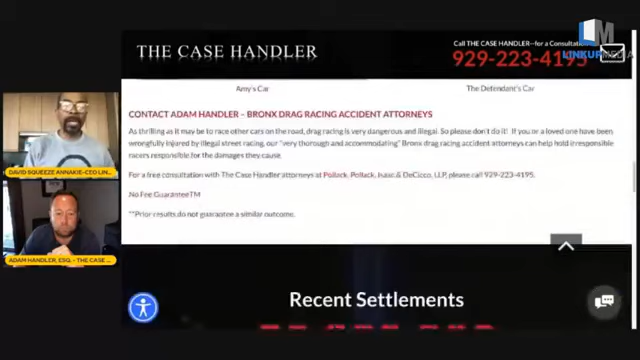 THE CASE HANDLER
Call THE CASE HANDLER--for a Consultation
929-223-4195
LINKUPMEDIA
Amy's Car
The Defendant's Car
CONTACT ADAM HANDLER – BRONX DRAG RACING ACCIDENT ATTORNEYS
As thrilling as it may be to race other cars on the road, drag racing is very dangerous and illegal. So please don't do it! If you or a loved one have been
wrongfully injured by illegal street racing, our "very thorough and accommodating" Bronx drag racing accident attorneys can help hold irresponsible
racers responsible for the damages they cause.
For a free consultation with The Case Handler attorneys at Pollack, Pollack, Isaac & DeCicco, LLP, please call 929-223-4195.
No Fee GuaranteeTM
**Prior results do not guarantee a similar outcome.
DAVID SQUEEZE ANNAKIE-CEO LIN...
ADAM HANDLER, ESQ. - THE CASE ...
Recent Settlements